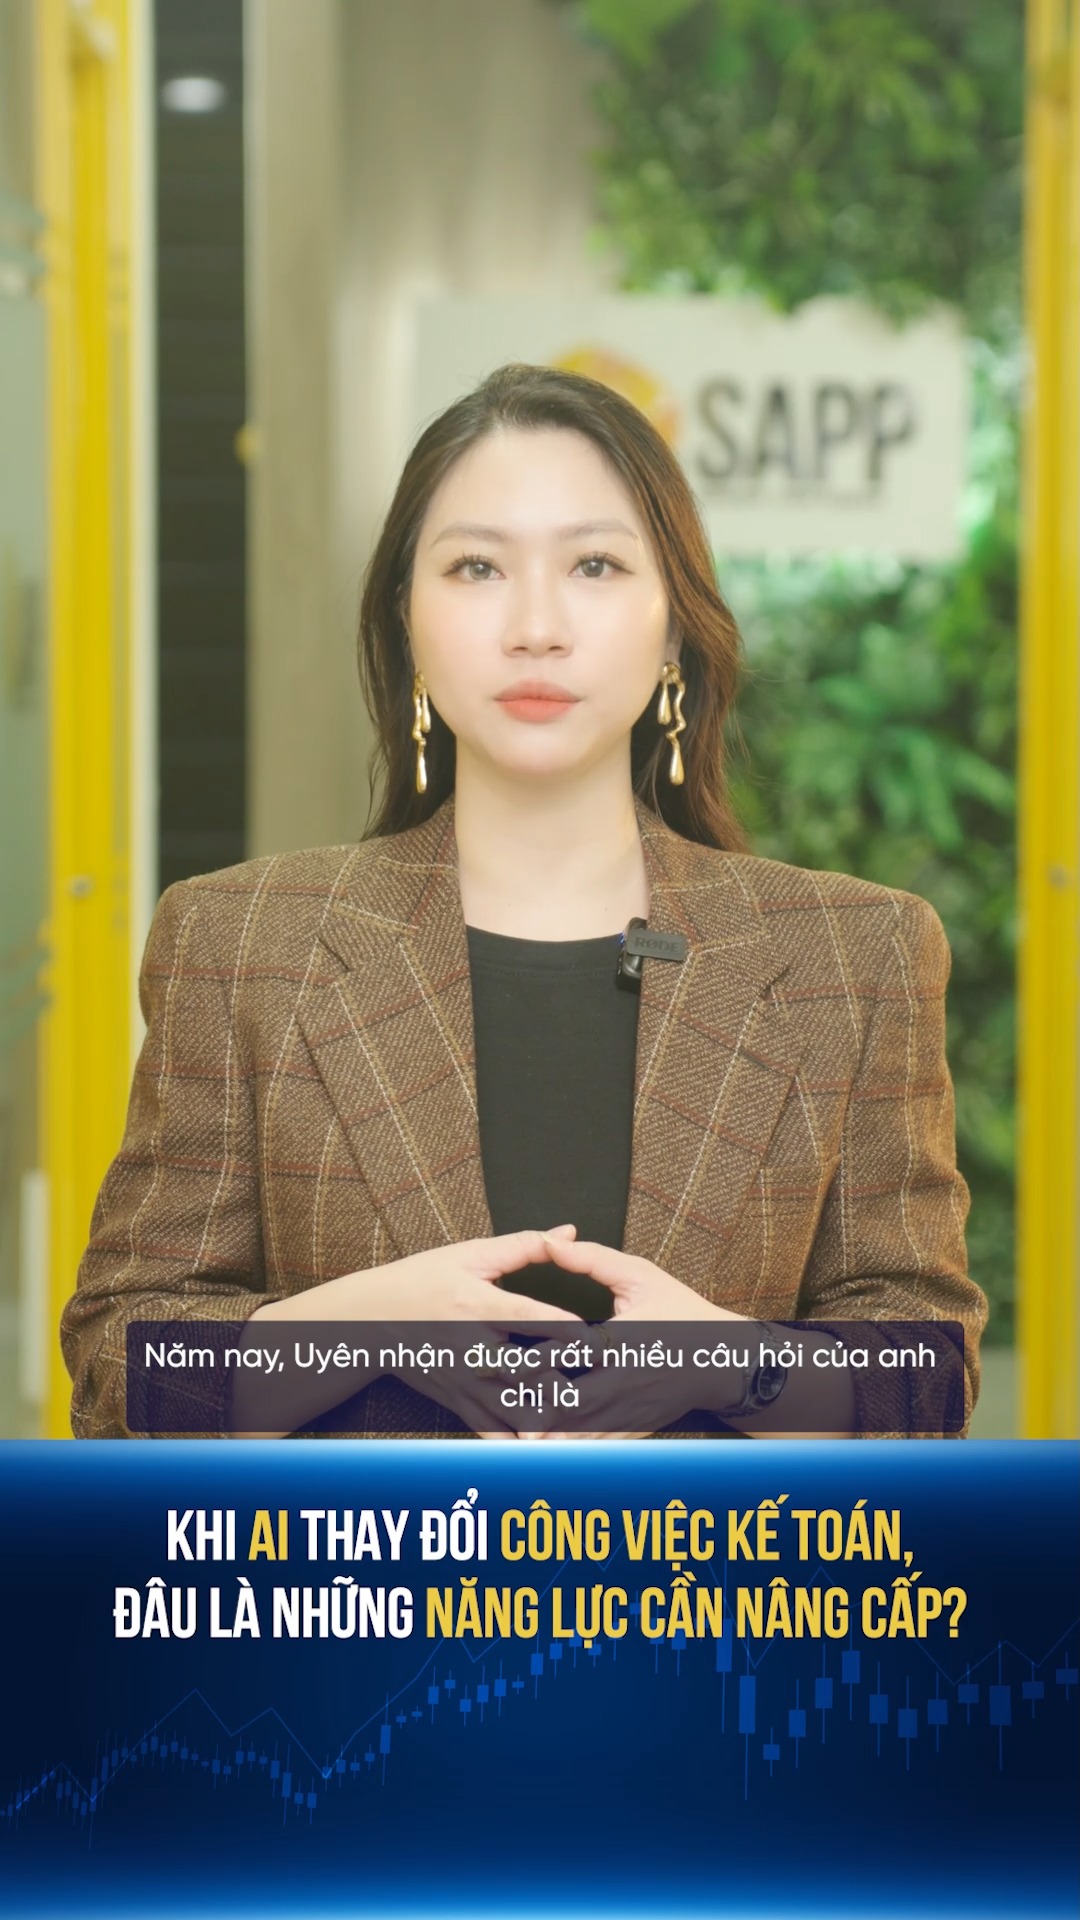 SAPP
RØDE
Năm nay, Uyên nhận được rất nhiều câu hỏi của anh
chị là
KHI AI THAY ĐỔI CÔNG VIỆC KẾ TOÁN,
ĐÂU LÀ NHỮNG NĂNG LỰC CẦN NÂNG CẤP?